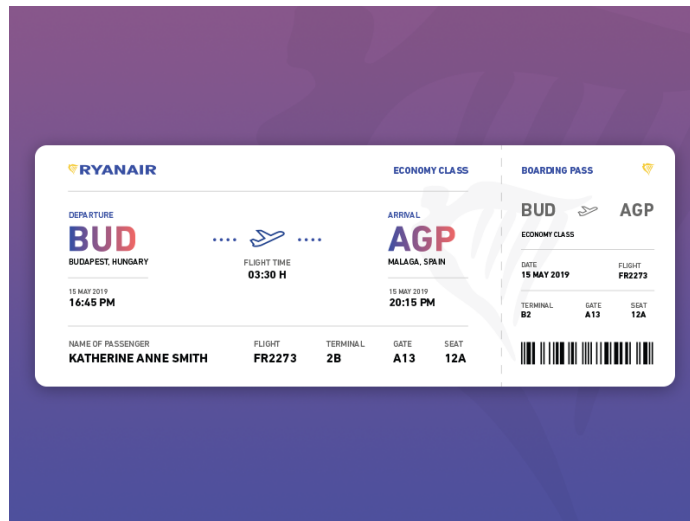 RYANAIR
ECONOMY CLASS
DEPARTURE
BUD
BUDAPEST, HUNGARY
FLIGHT TIME
03:30 H
ARRIVAL
AGP
MALAGA, SPAIN
15 MAY 2019
16:45 PM
15 MAY 2019
20:15 PM
NAME OF PASSENGER
KATHERINE ANNE SMITH
FLIGHT
FR2273
TERMINAL
2B
GATE
A13
SEAT
12A
BOARDING PASS
BUD
AGP
ECONOMY CLASS
DATE
15 MAY 2019
FLIGHT
FR2273
TERMINAL
B2
GATE
A13
SEAT
12A